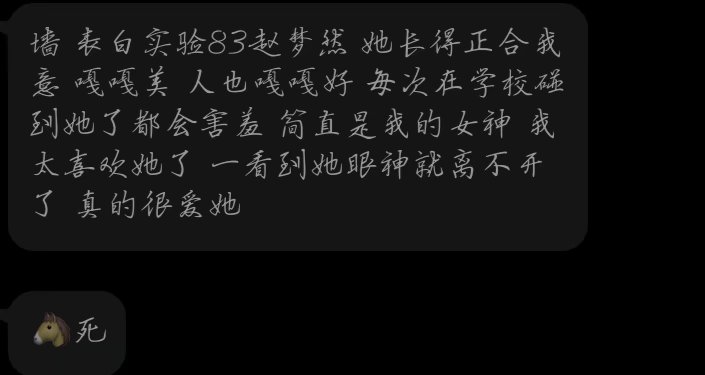 墙 表白实验83赵梦然 她长得正合我
意 嘎嘎美 人也嘎嘎好 每次在学校碰
到她了都会害羞 简直是我的女神 我
太喜欢她了 一看到她眼神就离不开
了 真的很爱她
🐴死